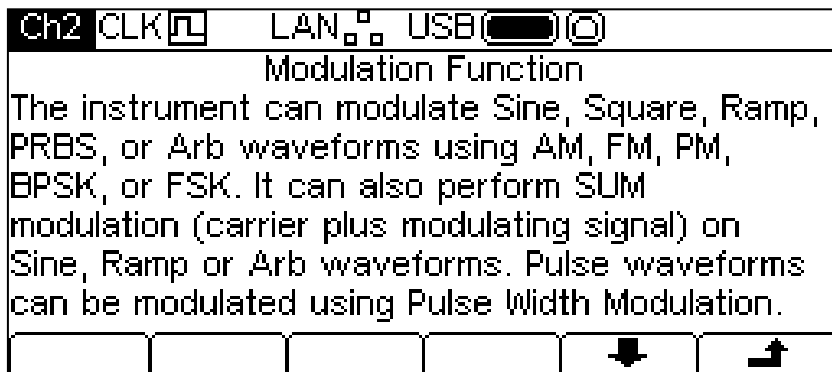 Ch2 CLK LAN USB
Modulation Function
The instrument can modulate Sine, Square, Ramp,
PRBS, or Arb waveforms using AM, FM, PM,
BPSK, or FSK. It can also perform SUM
modulation (carrier plus modulating signal) on
Sine, Ramp or Arb waveforms. Pulse waveforms
can be modulated using Pulse Width Modulation.